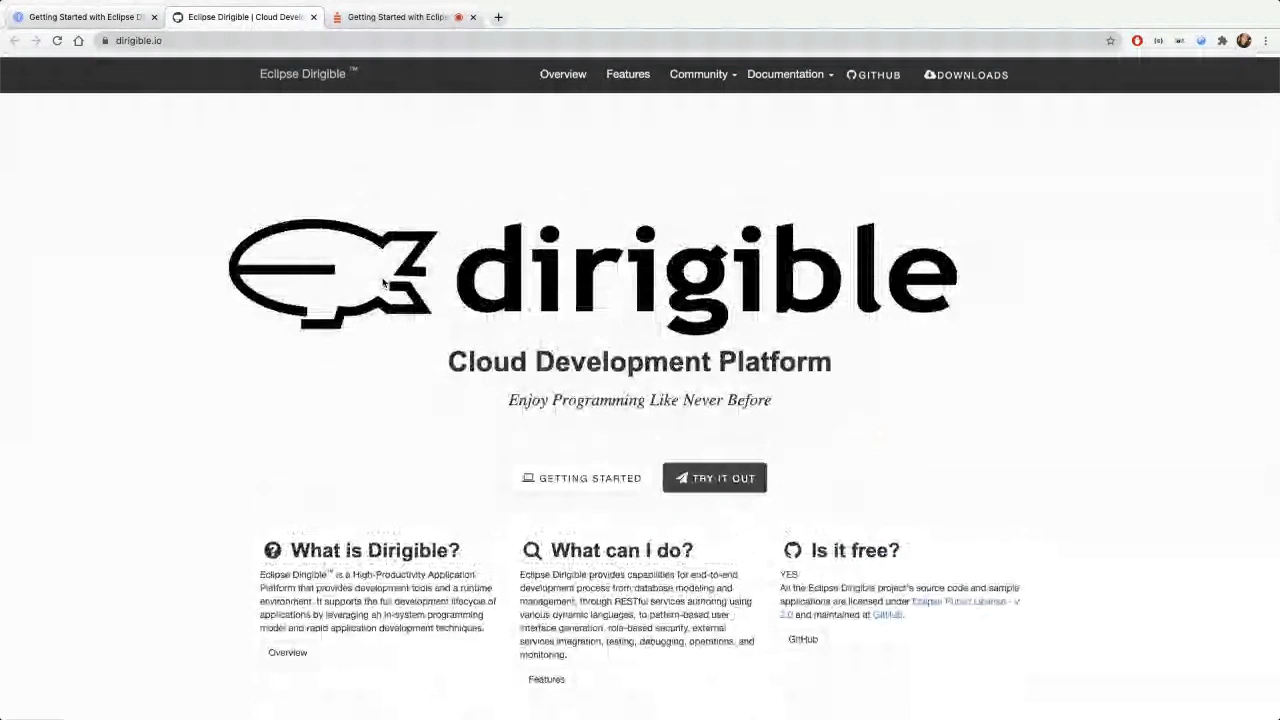 Getting Started with Eclipse D
Eclipse Dirigible | Cloud Devel
Getting Started with Eclips
dirigible.io
Eclipse Dirigible ™
Overview
Features
Community
Documentation
GITHUB
DOWNLOADS
dirigible
Cloud Development Platform
Enjoy Programming Like Never Before
GETTING STARTED
TRY IT OUT
What is Dirigible?
Eclipse Dirigible™ is a High-Productivity Application
Platform that provides development tools and a runtime
environment. It supports the full development lifecycle of
applications by leveraging an in-system programming
model and rapid application development techniques.
Overview
What can I do?
Eclipse Dirigible provides capabilities for end-to-end
development process from database modeling and
management, through RESTful services authoring using
various dynamic languages, to pattern-based user
interface generation, role-based security, external
services integration, testing, debugging, operations, and
monitoring.
Features
Is it free?
YES
All the Eclipse Dirigible project's source code and sample
applications are licensed under Eclipse Public License - v
2.0 and maintained at GitHub.
GitHub